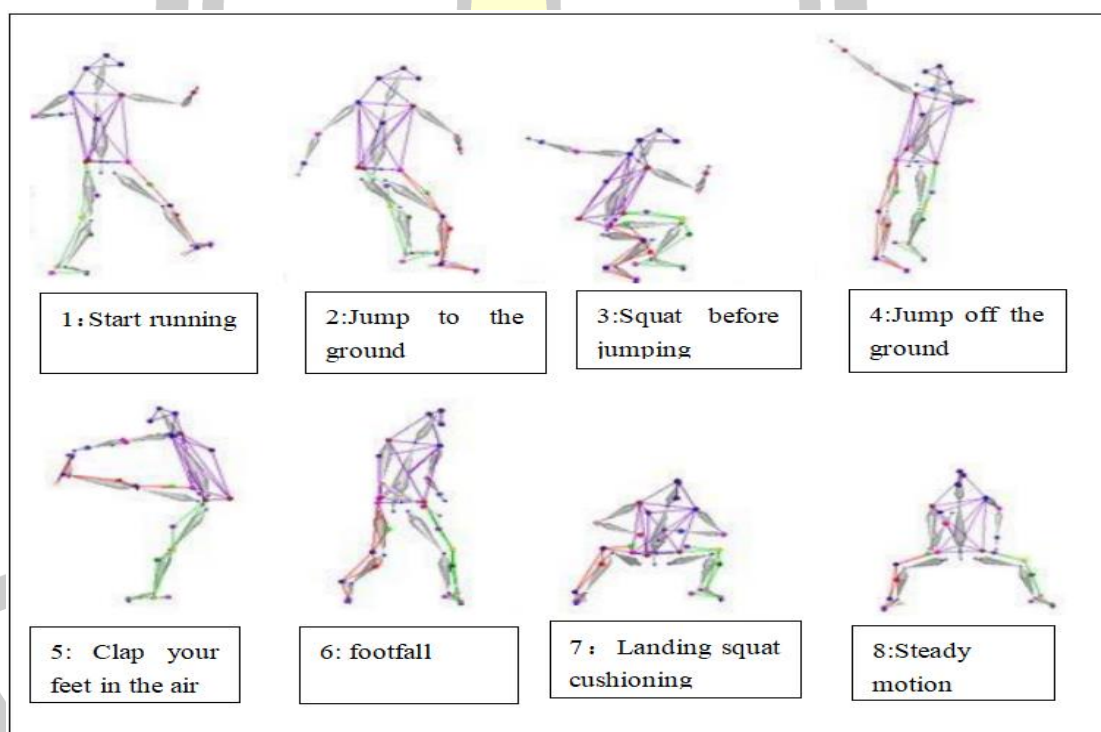 1：Start running
2:Jump to the
ground
3:Squat before
jumping
4:Jump off the
ground
5: Clap your
feet in the air
6: footfall
7： Landing squat
cushioning
8:Steady
motion